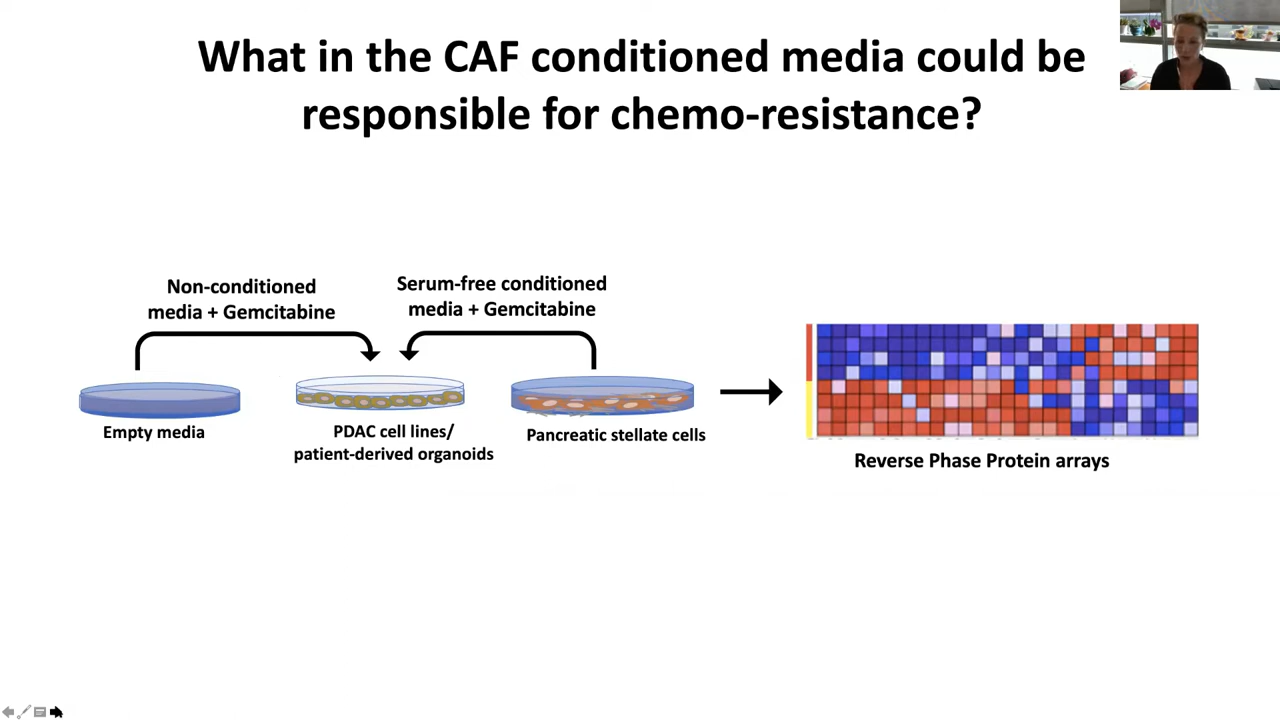 What in the CAF conditioned media could be
responsible for chemo-resistance?
Non-conditioned
media + Gemcitabine
Serum-free conditioned
media + Gemcitabine
Empty media
PDAC cell lines/
patient-derived organoids
Pancreatic stellate cells
Reverse Phase Protein arrays